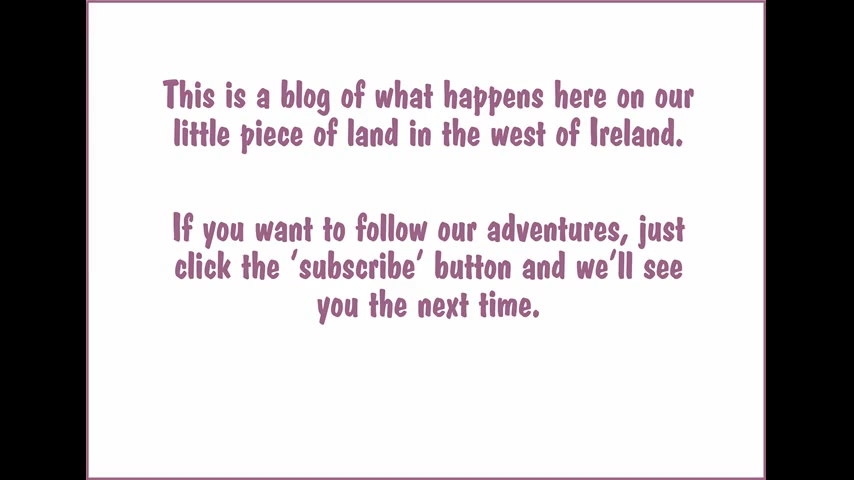 This is a blog of what happens here on our
little piece of land in the west of Ireland.
If you want to follow our adventures, just
click the ‘subscribe’ button and we’ll see
you the next time.